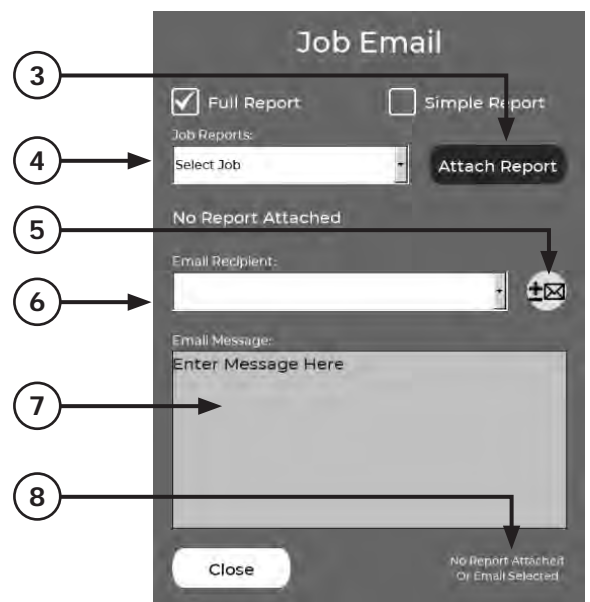 Job Email
3
Full Report
Simple Report
Job Reports:
4
Select Job
Attach Report
No Report Attached
5
Email Recipient:
6
Email Message:
Enter Message Here
7
8
Close
No Report Attached
Or Email Selected